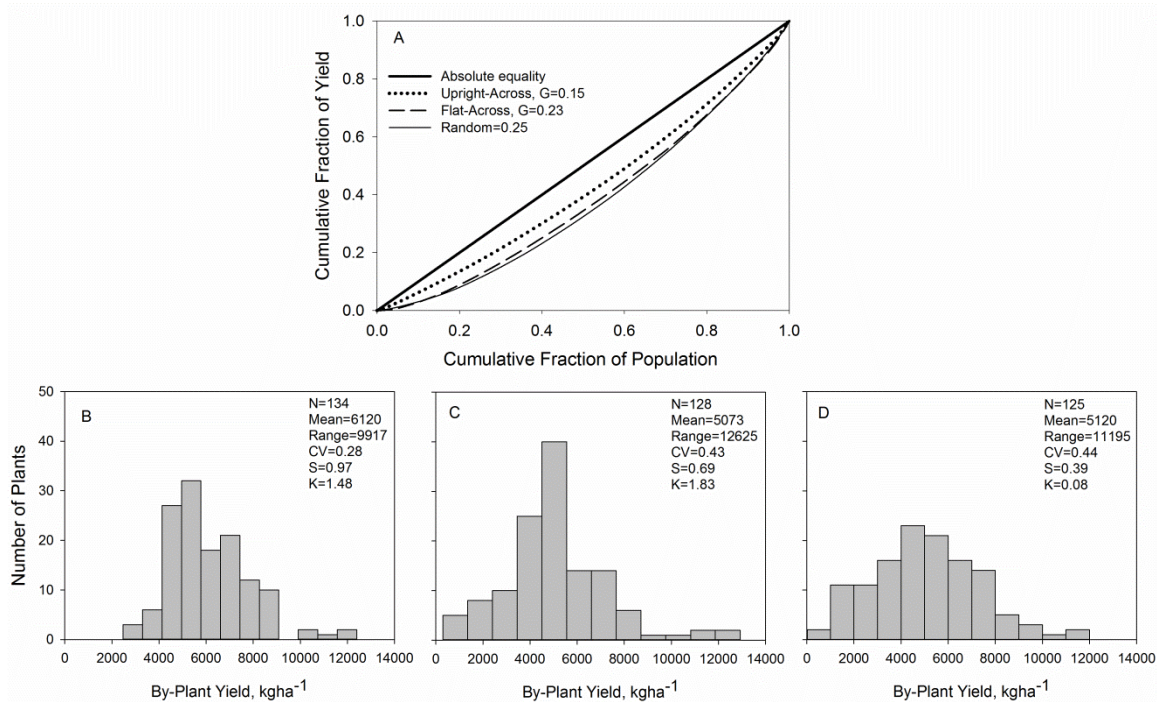 A
Absolute equality
Upright-Across, G=0.15
Flat-Across, G=0.23
Random=0.25
Cumulative Fraction of Yield
1.0
0.8
0.6
0.4
0.2
0.0
0.0 0.2 0.4 0.6 0.8 1.0
Cumulative Fraction of Population
Number of Plants
50
40
30
20
10
0
B
N=134
Mean=6120
Range=9917
CV=0.28
S=0.97
K=1.48
0 2000 4000 6000 8000 10000 12000 14000
By-Plant Yield, kgha⁻¹
C
N=128
Mean=5073
Range=12625
CV=0.43
S=0.69
K=1.83
0 2000 4000 6000 8000 10000 12000 14000
By-Plant Yield, kgha⁻¹
D
N=125
Mean=5120
Range=11195
CV=0.44
S=0.39
K=0.08
2000 4000 6000 8000 10000 12000 14000
By-Plant Yield, kgha⁻¹